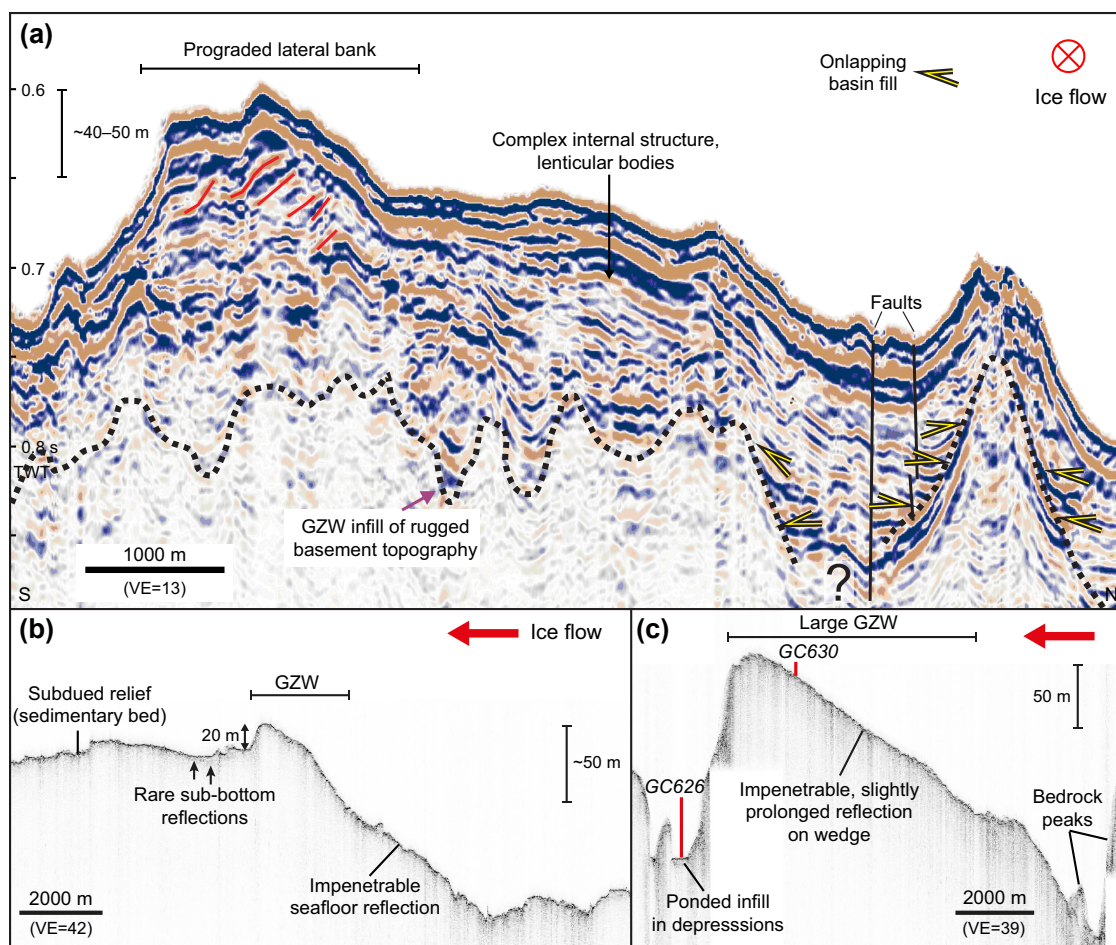 (a)
Prograded lateral bank
Onlapping
basin fill
Ice flow
0.6
~40–50 m
Complex internal structure,
lenticular bodies
0.7
Faults
0.8 s
TWT
GZW infill of rugged
basement topography
1000 m
(VE=13)
S
?
N
(b)
Ice flow
GZW
Subdued relief
(sedimentary bed)
20 m
~50 m
Rare sub-bottom
reflections
Impenetrable
seafloor reflection
2000 m
(VE=42)
(c)
Large GZW
GC630
50 m
GC626
Impenetrable, slightly
prolonged reflection
on wedge
Bedrock
peaks
Ponded infill
in depresssions
2000 m
(VE=39)